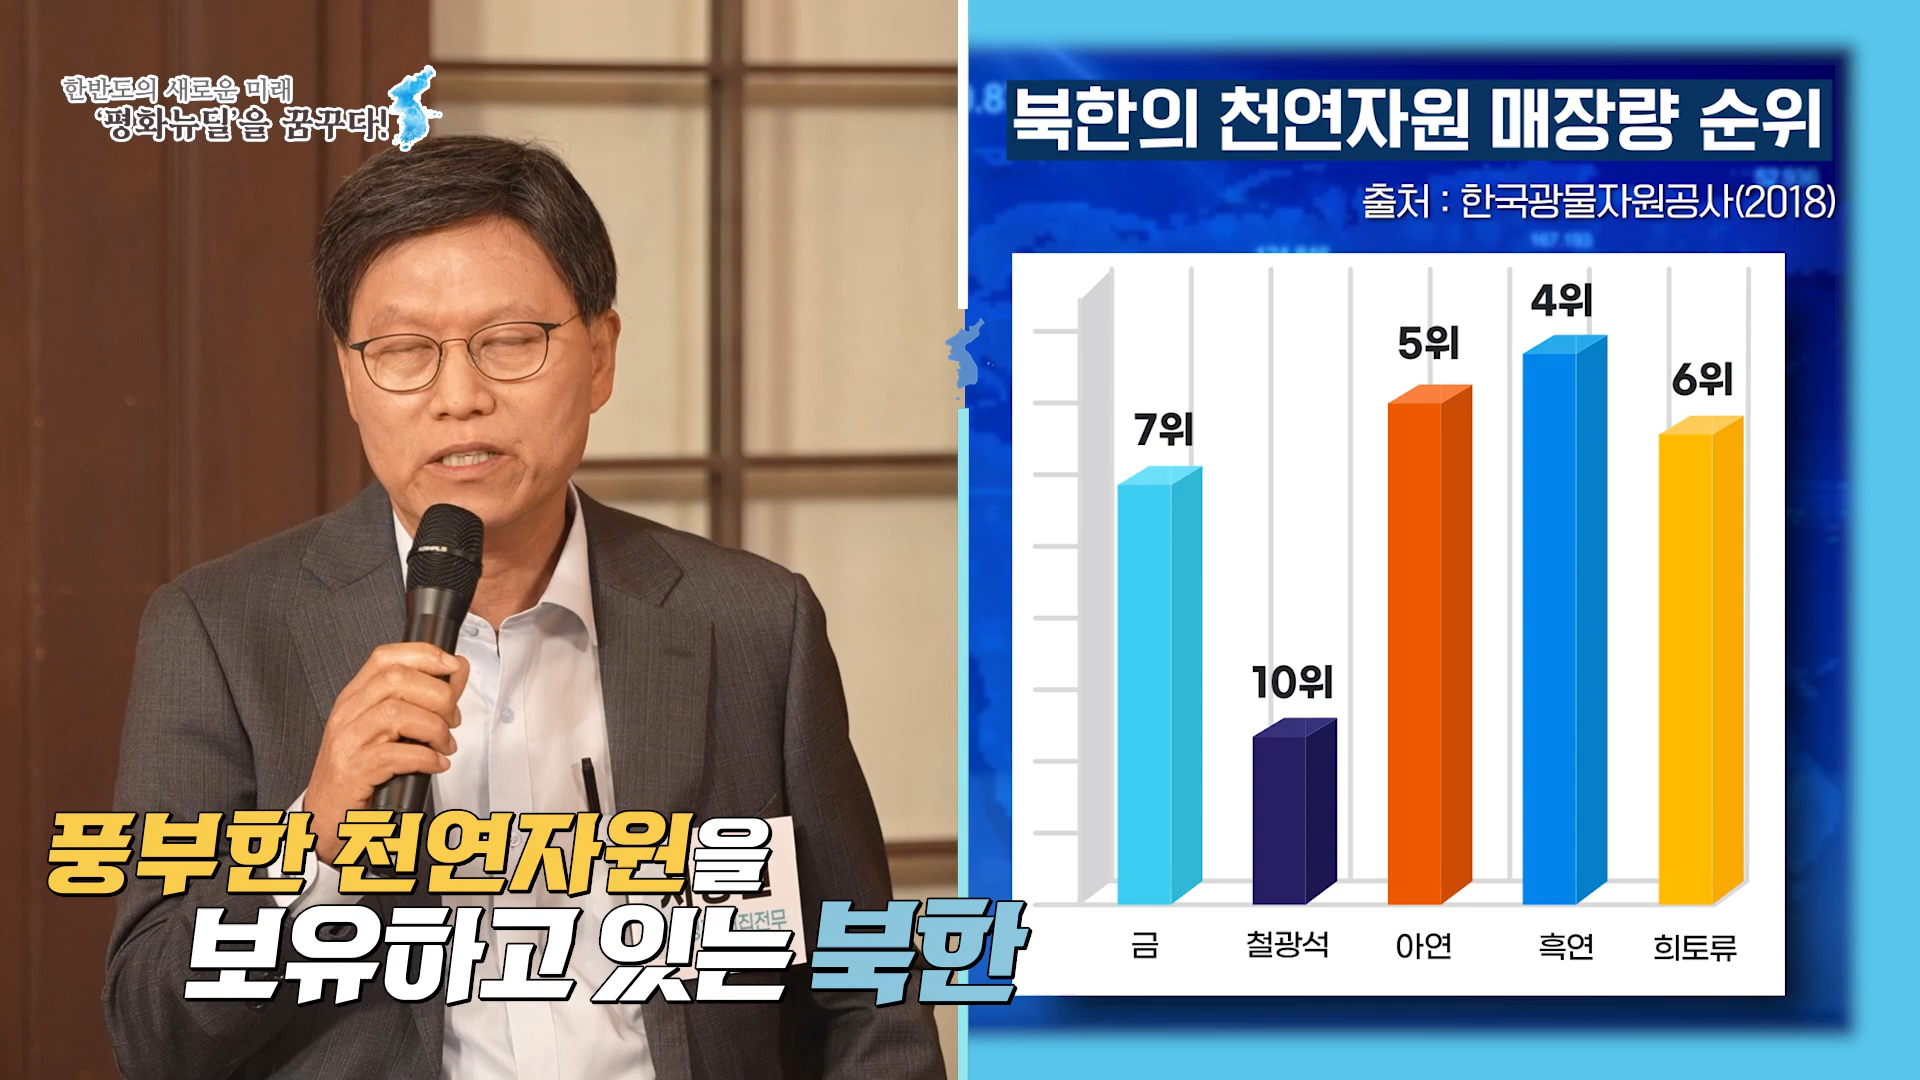 한반도의 새로운 미래
'평화뉴딜'을 꿈꾸다!
북한의 천연자원 매장량 순위
출처 : 한국광물자원공사(2018)
7위
10위
5위
4위
6위
금
철광석
아연
흑연
희토류
풍부한 천연자원을
보유하고 있는 북한